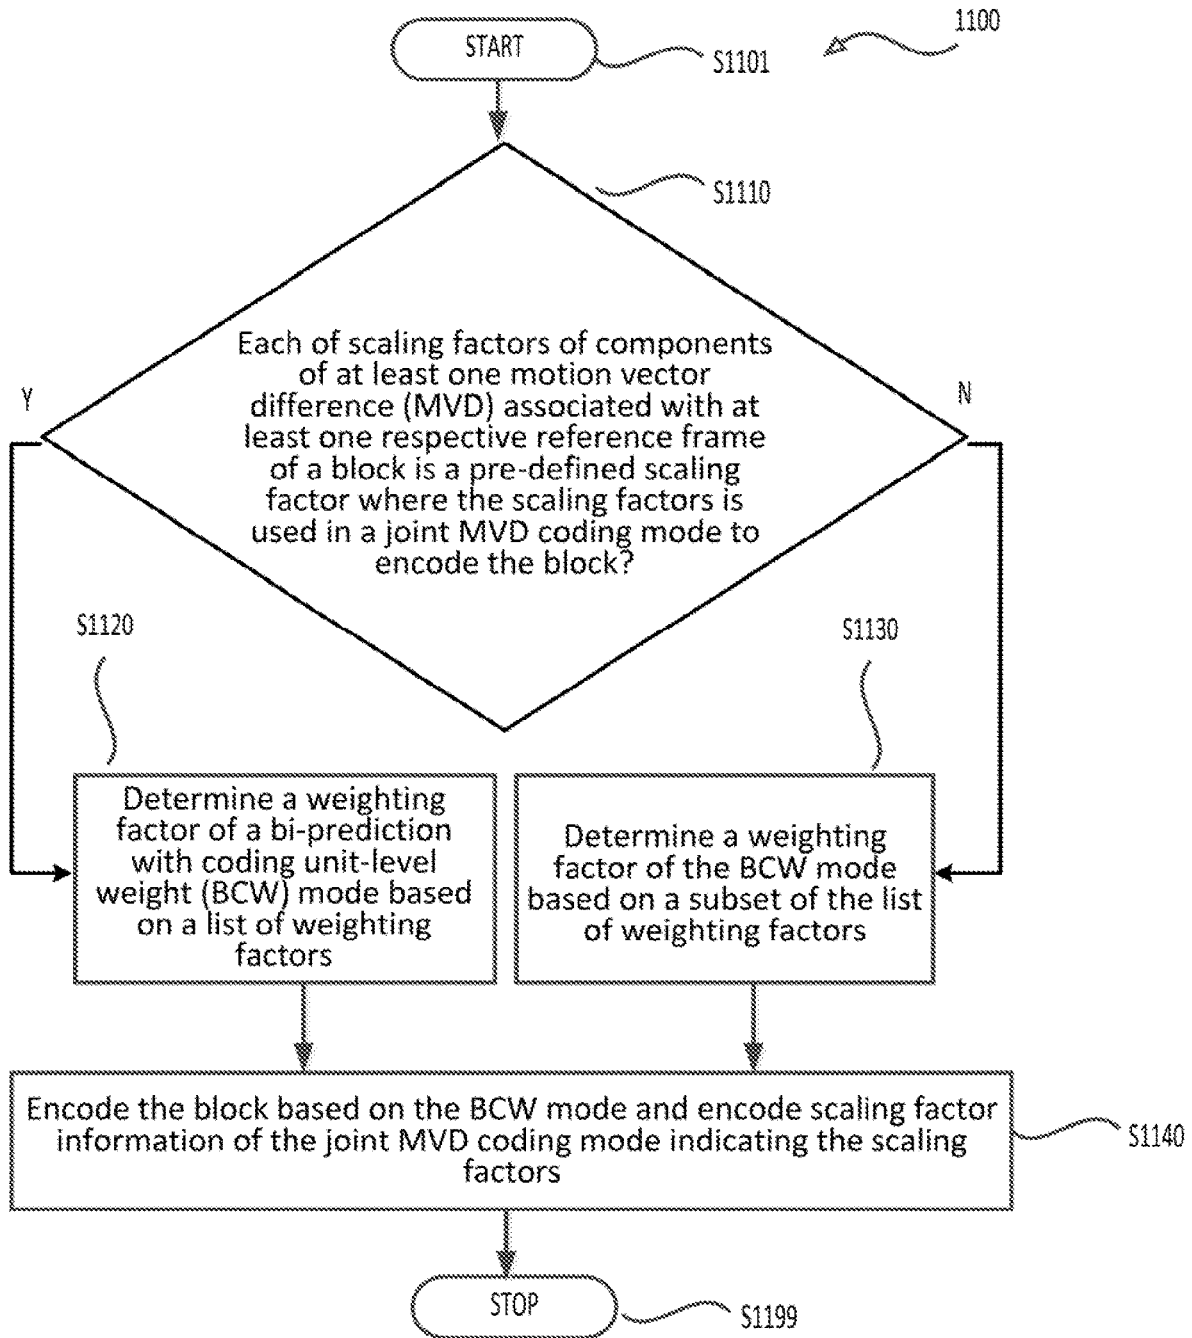 1100
START
S1101
S1110
Each of scaling factors of components
of at least one motion vector
difference (MVD) associated with at
least one respective reference frame
of a block is a pre-defined scaling
factor where the scaling factors is
used in a joint MVD coding mode to
encode the block?
Y
N
S1120
S1130
Determine a weighting
factor of a bi-prediction
with coding unit-level
weight (BCW) mode based
on a list of weighting
factors
Determine a weighting
factor of the BCW mode
based on a subset of the list
of weighting factors
Encode the block based on the BCW mode and encode scaling factor
information of the joint MVD coding mode indicating the scaling
factors
S1140
STOP
S1199